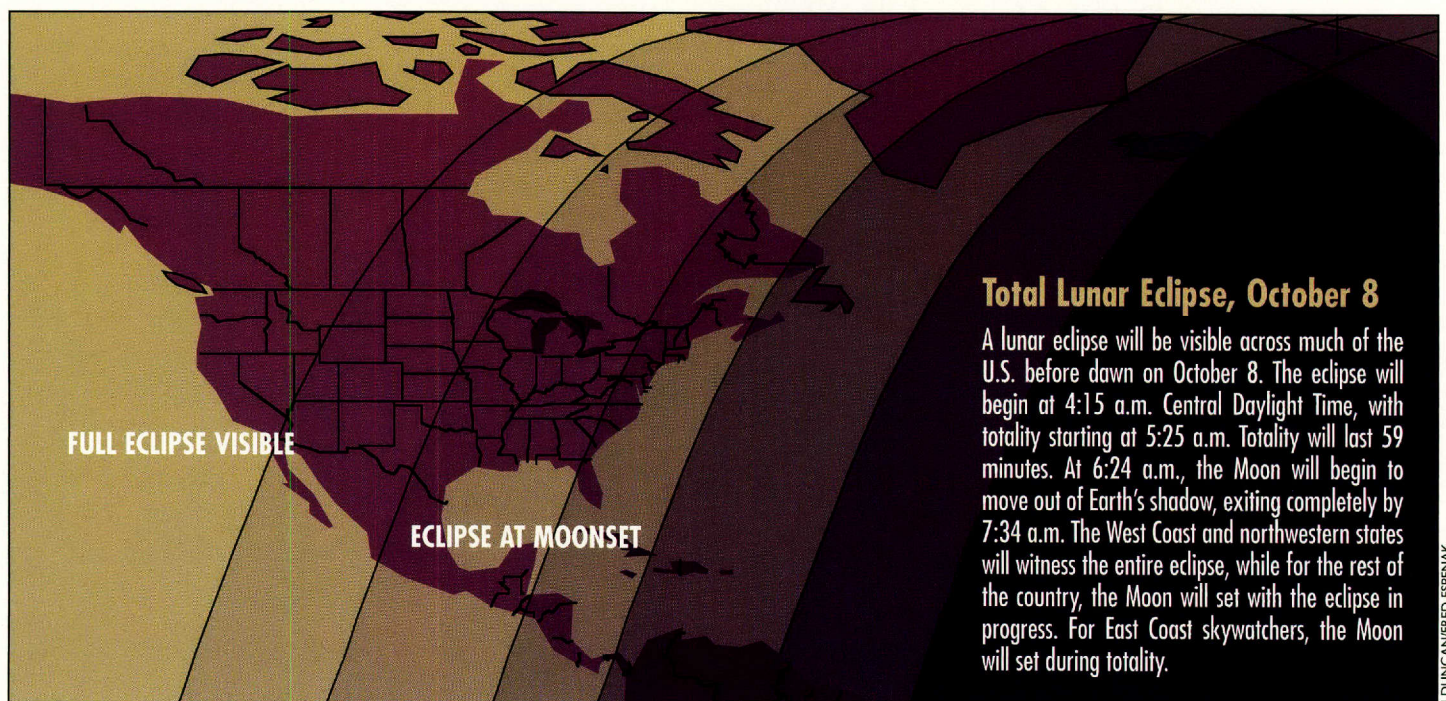 FULL ECLIPSE VISIBLE
ECLIPSE AT MOONSET
Total Lunar Eclipse, October 8
A lunar eclipse will be visible across much of the
U.S. before dawn on October 8. The eclipse will
begin at 4:15 a.m. Central Daylight Time, with
totality starting at 5:25 a.m. Totality will last 59
minutes. At 6:24 a.m., the Moon will begin to
move out of Earth's shadow, exiting completely by
7:34 a.m. The West Coast and northwestern states
will witness the entire eclipse, while for the rest of
the country, the Moon will set with the eclipse in
progress. For East Coast skywatchers, the Moon
will set during totality.
DUNCAN/FRED ESPENAK